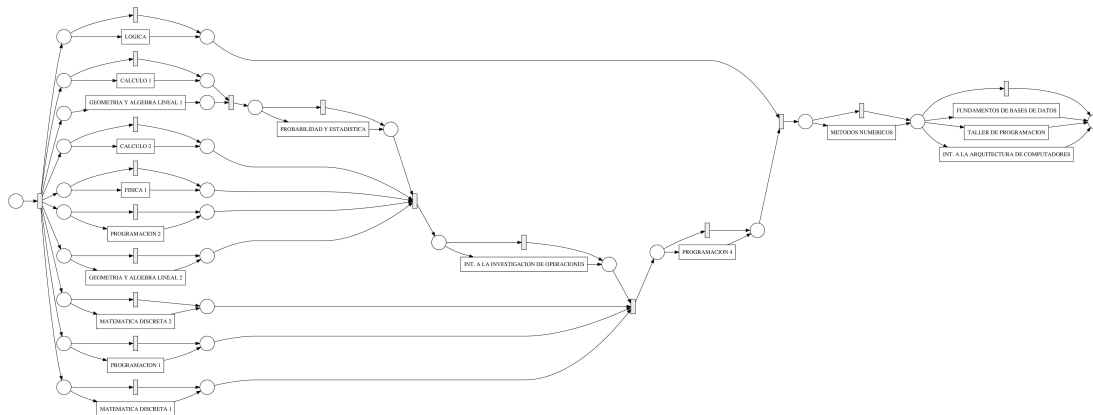 LOGICA
CALCULO 1
GEOMETRIA Y ALGEBRA LINEAL 1
PROBABILIDAD Y ESTADISTICA
CALCULO 2
FISICA 1
PROGRAMACION 2
GEOMETRIA Y ALGEBRA LINEAL 2
MATEMATICA DISCRETA 2
PROGRAMACION 1
MATEMATICA DISCRETA 1
INT. A LA INVESTIGACION DE OPERACIONES
PROGRAMACION 4
METODOS NUMERICOS
FUNDAMENTOS DE BASES DE DATOS
TALLER DE PROGRAMACION
INT. A LA ARQUITECTURA DE COMPUTADORES